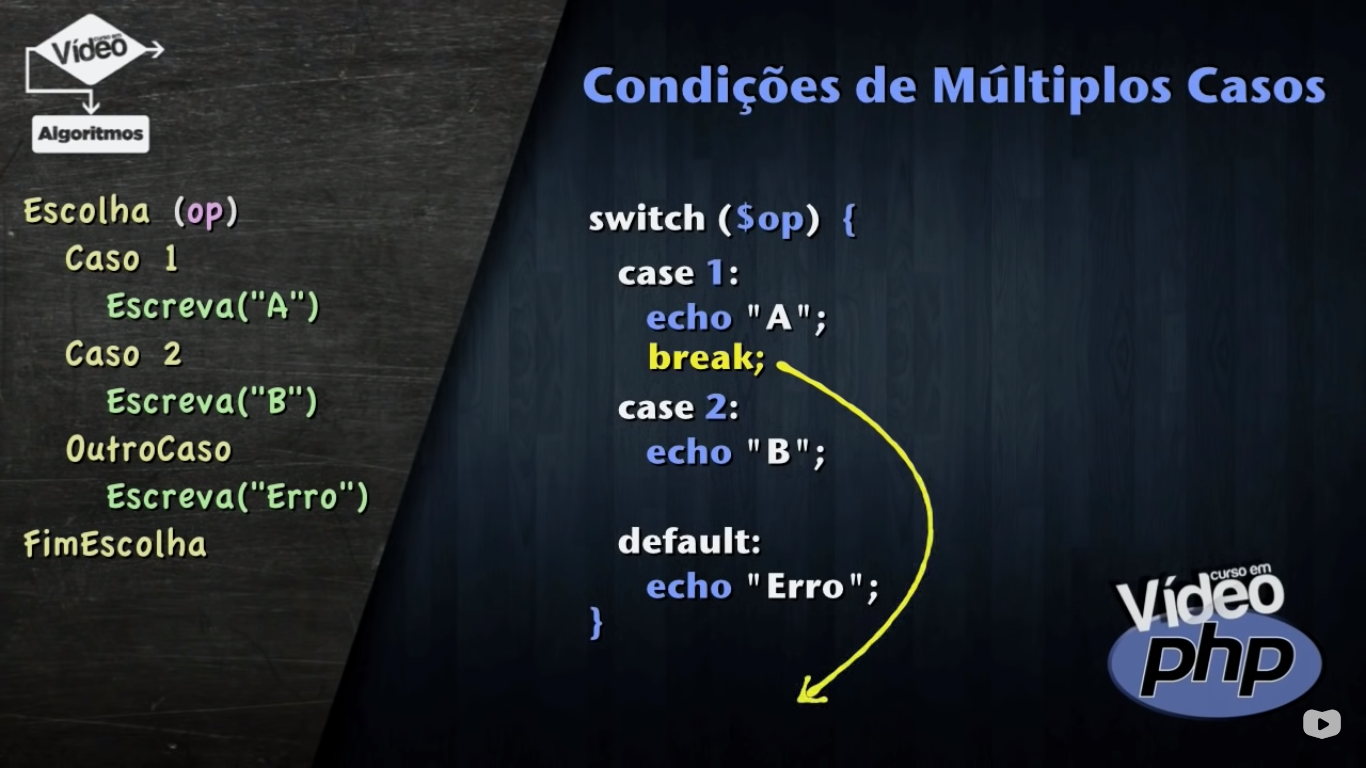 curso em
Vídeo
Algoritmos
Condições de Múltiplos Casos
Escolha (op)
Caso 1
Escreva("A")
Caso 2
Escreva("B")
OutroCaso
Escreva("Erro")
FimEscolha
switch ($op) {
case 1:
echo "A";
break;
case 2:
echo "B";
default:
echo "Erro";
}
curso em
Vídeo
php